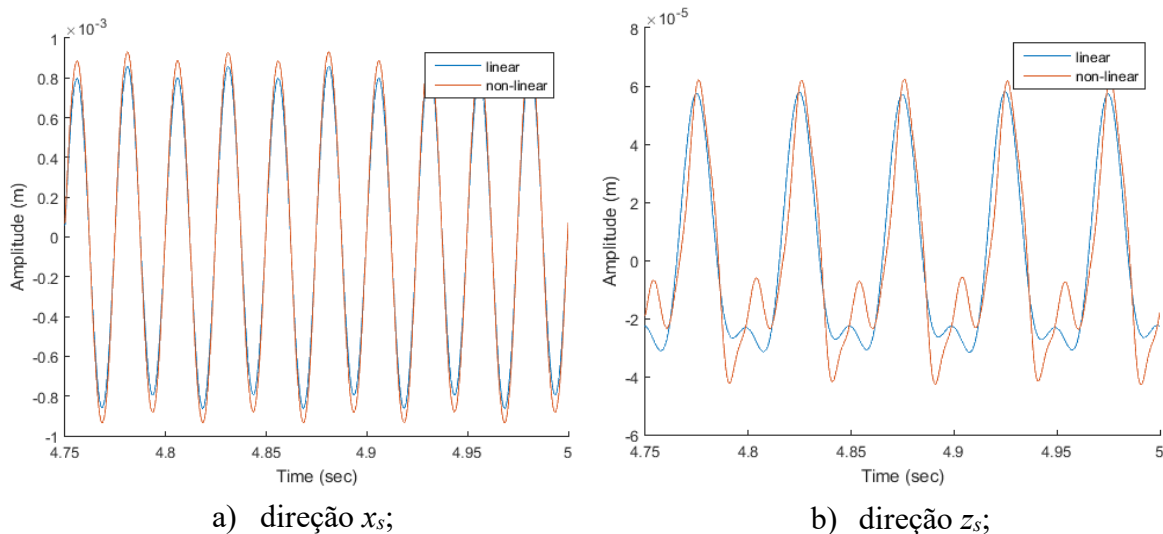 ×10⁻³
1
0.8
0.6
0.4
0.2
0
-0.2
-0.4
-0.6
-0.8
-1
Amplitude (m)
4.75 4.8 4.85 4.9 4.95 5
Time (sec)
linear
non-linear
a) direção xₛ;
×10⁻⁵
8
6
4
2
0
-2
-4
-6
Amplitude (m)
4.75 4.8 4.85 4.9 4.95 5
Time (sec)
linear
non-linear
b) direção zₛ;